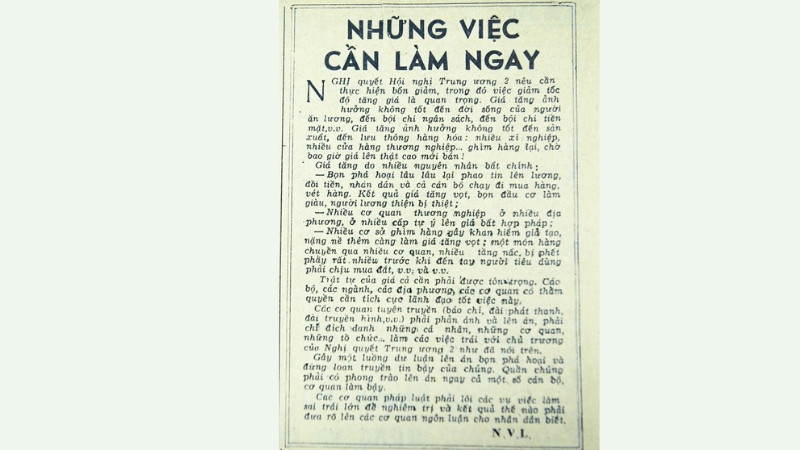 NHỮNG VIỆC
CẦN LÀM NGAY
NGHỊ quyết Hội nghị Trung ương 2 nêu cần
thực hiện bốn giảm, trong đó việc giảm tốc
độ tăng giá là quan trọng. Giá tăng ảnh
hưởng không tốt đến đời sống của người
ăn lương, đến bội chi ngân sách, đến bội chi tiền
mặt,v.v. Giá tăng ảnh hưởng không tốt đến sản
xuất, đến lưu thông hàng hóa: nhiều xí nghiệp,
nhiều cửa hàng thương nghiệp... ghìm hàng lại, chờ
bao giờ giá lên thật cao mới bán!
Giá tăng do nhiều nguyên nhân bất chính:
—Bọn phá hoại lâu lâu lại phao tin lên lương,
đổi tiền, nhân dân và cả cán bộ chạy đi mua hàng,
vét hàng. Kết quả giá tăng vọt, bọn đầu cơ làm
giàu, người lương thiện bị thiệt;
—Nhiều cơ quan thương nghiệp ở nhiều địa
phương, ở nhiều cấp tự ý lên giá bất hợp pháp;
—Nhiều cơ sở ghìm hàng gây khan hiếm giả tạo,
nặng nề thêm càng làm giá tăng vọt; một món hàng
chuyền qua nhiều cơ quan, nhiều tầng nấc, bị phết
phẩy rất nhiều trước khi đến tay người tiêu dùng
phải chịu mua đắt, v.v. và v.v.
Trật tự của giá cả cần phải được tôn trọng. Các
bộ, các ngành, các địa phương, các cơ quan có thẩm
quyền cần tích cực lãnh đạo tốt việc này.
Các cơ quan tuyên truyền (báo chí, đài phát thanh,
đài truyền hình,v.v.) phải phản ánh và lên án, phải
chỉ đích danh những cá nhân, những cơ quan,
những tổ chức... làm các việc trái với chủ trương
của Nghị quyết Trung ương 2 như đã nói trên.
Gây một luồng dư luận lên án bọn phá hoại và
đừng loan truyền tin bậy của chúng. Quần chúng
phải có phong trào lên án ngay cả một số cán bộ,
cơ quan làm bậy.
Các cơ quan pháp luật phải lôi các vụ việc làm
sai trái lớn để nghiêm trị và kết quả thế nào phải
đưa rõ lên các cơ quan ngôn luận cho nhân dân biết.
N.V.L.